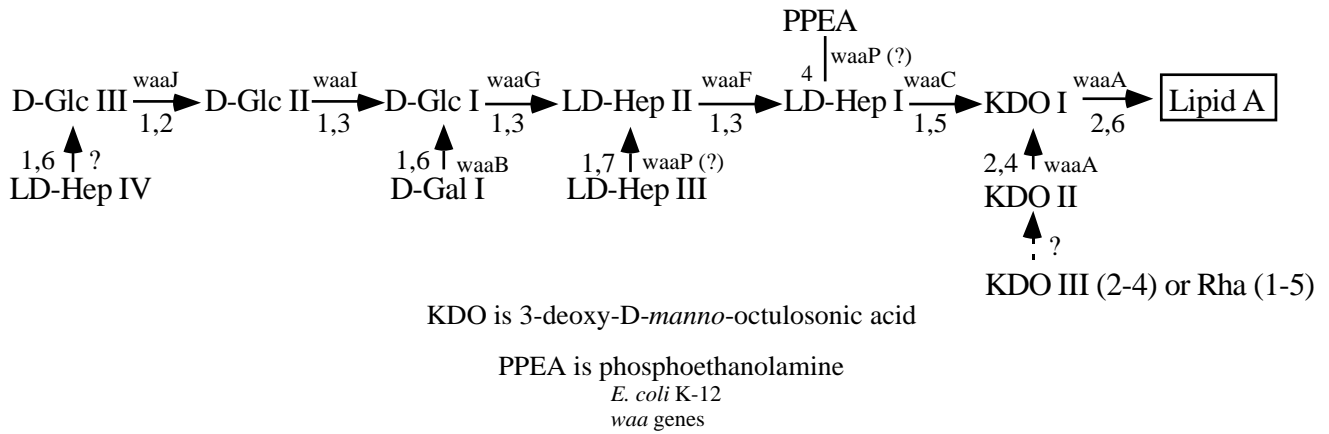 PPEA
waaP (?)
4
waaJ waaI waaG waaF waaC waaA
D-Glc III D-Glc II D-Glc I LD-Hep II LD-Hep I KDO I Lipid A
1,2 1,3 1,3 1,3 1,5 2,6
1,6 ? 1,6 waaB 1,7 waaP (?) 2,4 waaA
LD-Hep IV D-Gal I LD-Hep III KDO II
?
KDO III (2-4) or Rha (1-5)
KDO is 3-deoxy-D-manno-octulosonic acid
PPEA is phosphoethanolamine
E. coli K-12
waa genes